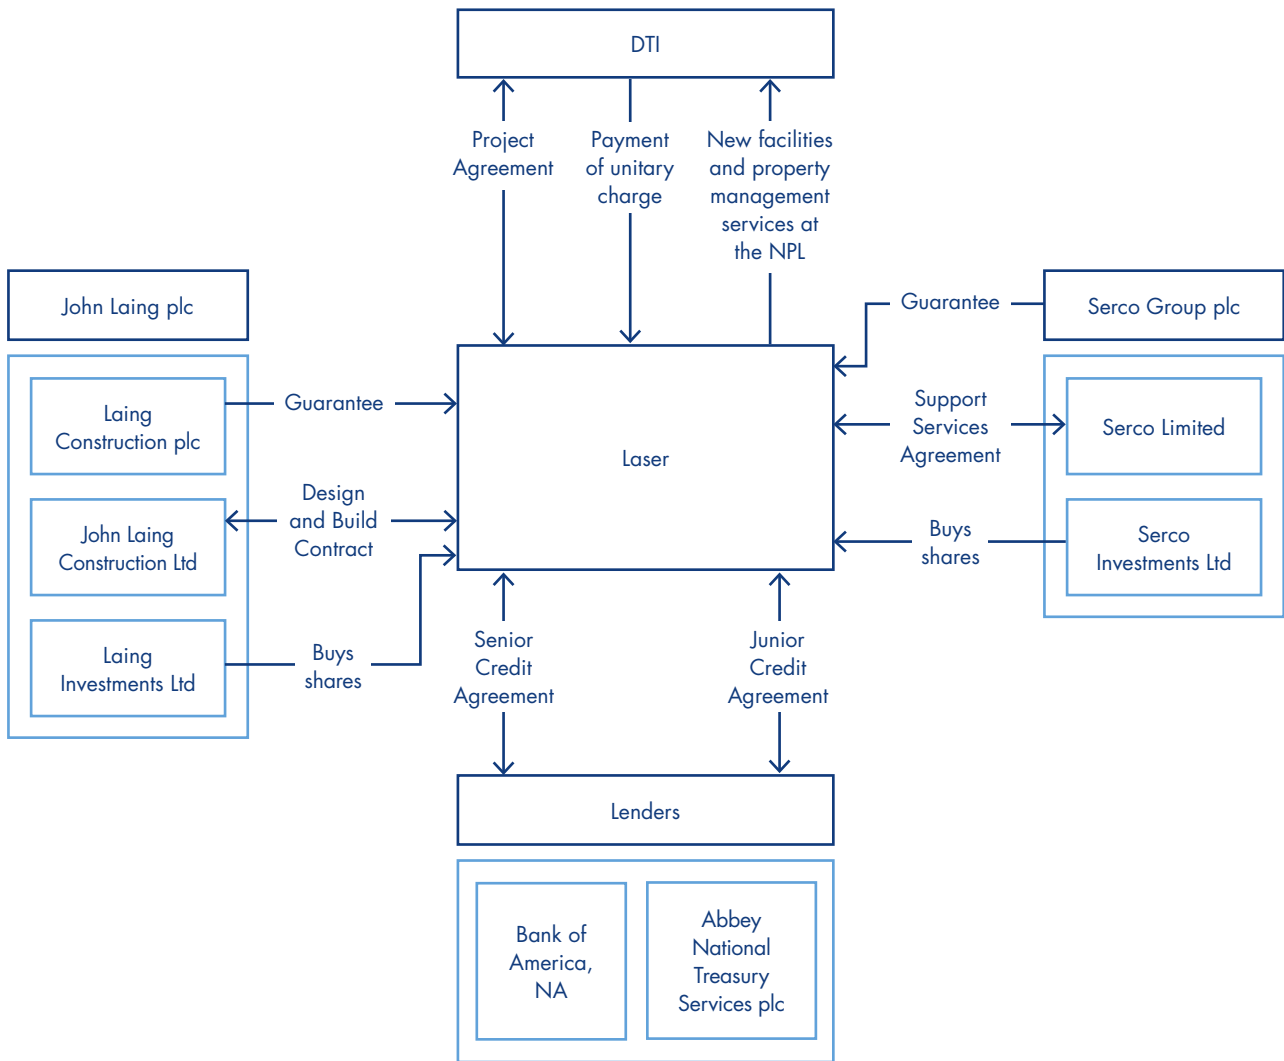 DTI
Project
Agreement
Payment
of unitary
charge
New facilities
and property
management
services at
the NPL
John Laing plc
Laing
Construction plc
John Laing
Construction Ltd
Laing
Investments Ltd
Guarantee
Design
and Build
Contract
Buys
shares
Laser
Guarantee
Support
Services
Agreement
Buys
shares
Serco Group plc
Serco Limited
Serco
Investments Ltd
Senior
Credit
Agreement
Junior
Credit
Agreement
Lenders
Bank of
America,
NA
Abbey
National
Treasury
Services plc